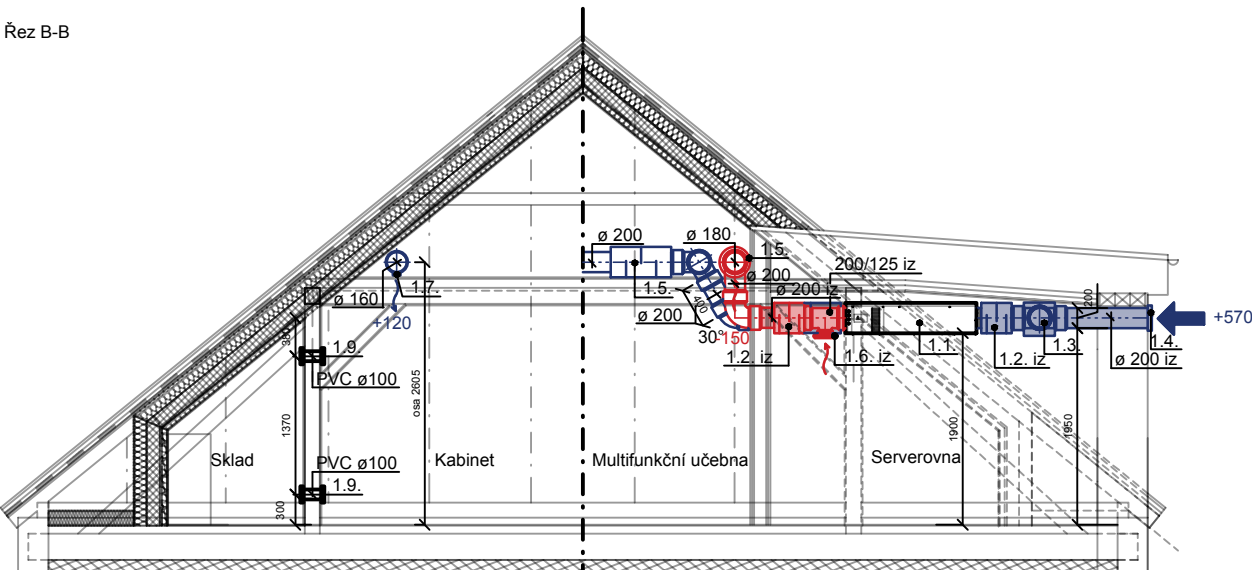 Řez B-B
ø 200
ø 180
1.5.
200/125 iz
ø 200
ø 160
1.7.
1.5.
ø 200
400
ø 200 iz
200
+570
+120
30°
-150
1.2. iz
1.6. iz
1.1.
1.2. iz
1.3.
1.4.
ø 200 iz
1.9.
PVC ø100
osa 2605
1370
1900
1950
Sklad
PVC ø100
Kabinet
Multifunkční učebna
Serverovna
1.9.
300